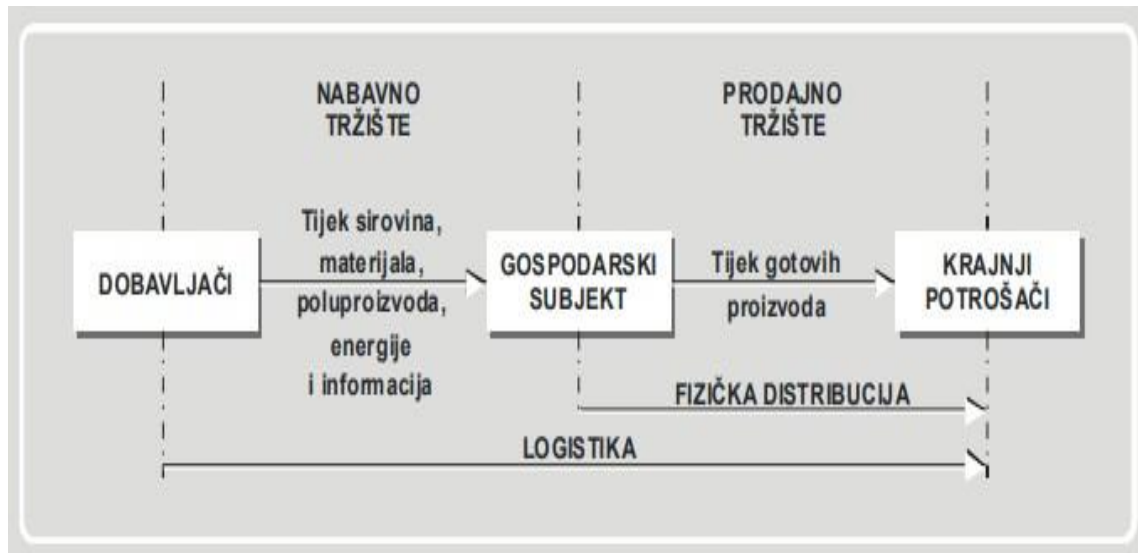 NABAVNO
TRŽIŠTE
PRODAJNO
TRŽIŠTE
DOBAVLJAČI
Tijek sirovina,
materijala,
poluproizvoda,
energije
i informacija
GOSPODARSKI
SUBJEKT
Tijek gotovih
proizvoda
KRAJNJI
POTROŠAČI
FIZIČKA DISTRIBUCIJA
LOGISTIKA